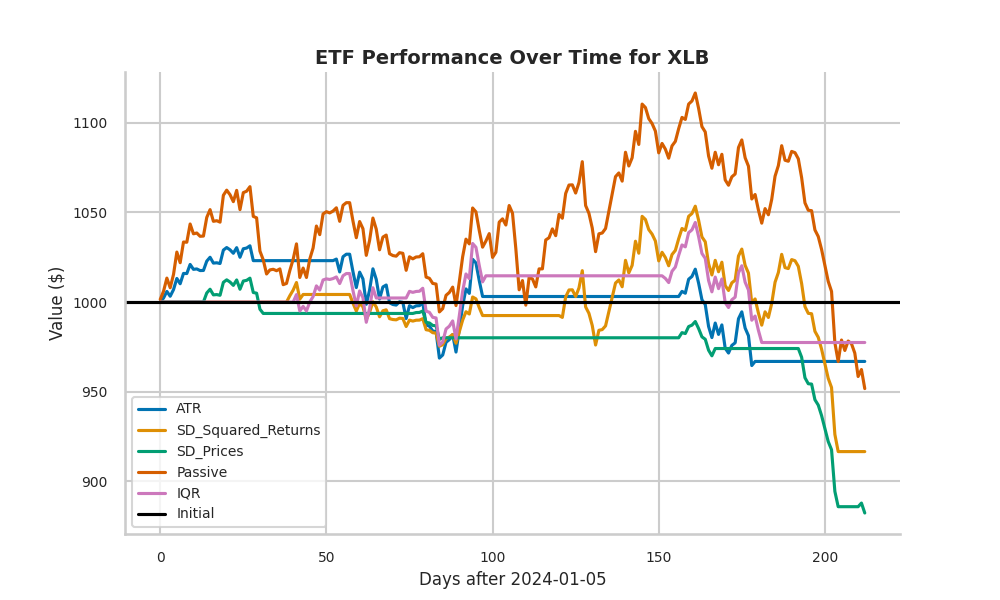 ETF Performance Over Time for XLB
Value ($)
1100
1050
1000
950
900
ATR
SD_Squared_Returns
SD_Prices
Passive
IQR
Initial
0 50 100 150 200
Days after 2024-01-05